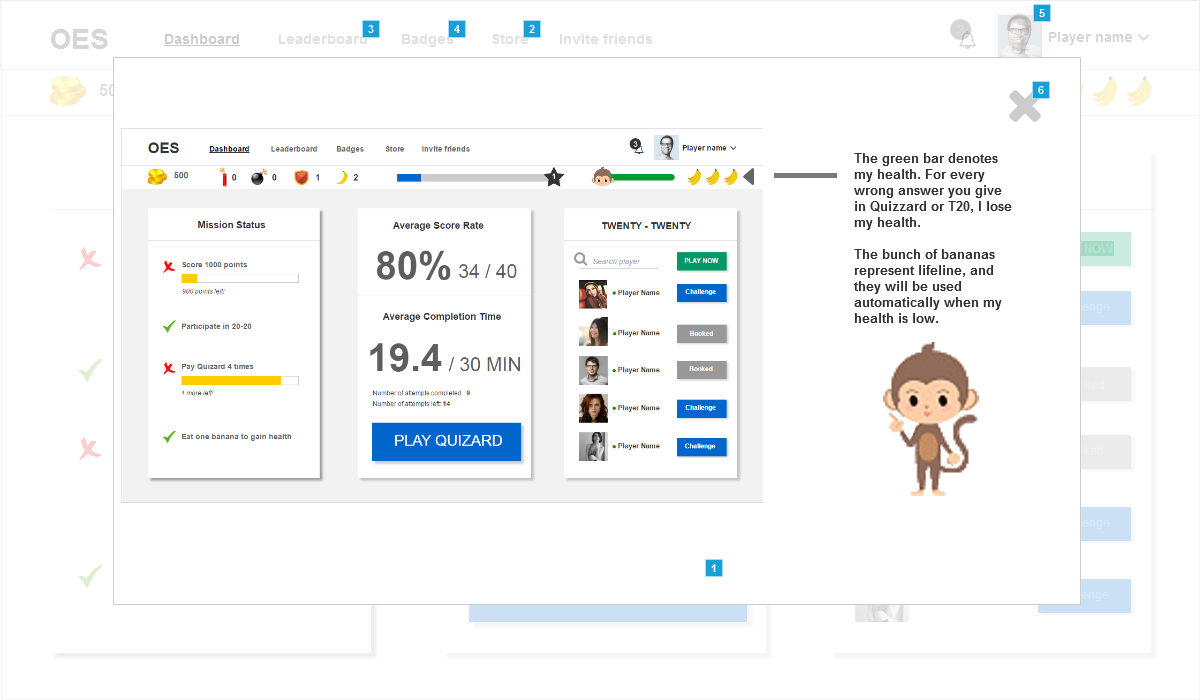 5
3
4
2
OES
Dashboard
Leaderboard
Badges
Store
Invite friends
Player name
6
50
OES
Dashboard
Leaderboard
Badges
Store
Invite friends
3
Player name
500
0
0
1
2
1
Mission Status
Score 1000 points
900 points left!
Participate in 20-20
Pay Quizard 4 times
1 more left!
Eat one banana to gain health
Average Score Rate
80% 34 / 40
Average Completion Time
19.4 / 30 MIN
Number of attempts completed 9
Number of attempts left: 14
PLAY QUIZARD
TWENTY - TWENTY
Search player
PLAY NOW
Player Name
Challenge
Player Name
Booked
Player Name
Booked
Player Name
Challenge
Player Name
Challenge
The green bar denotes
my health. For every
wrong answer you give
in Quizzard or T20, I lose
my health.
The bunch of bananas
represent lifeline, and
they will be used
automatically when my
health is low.
NOW
1